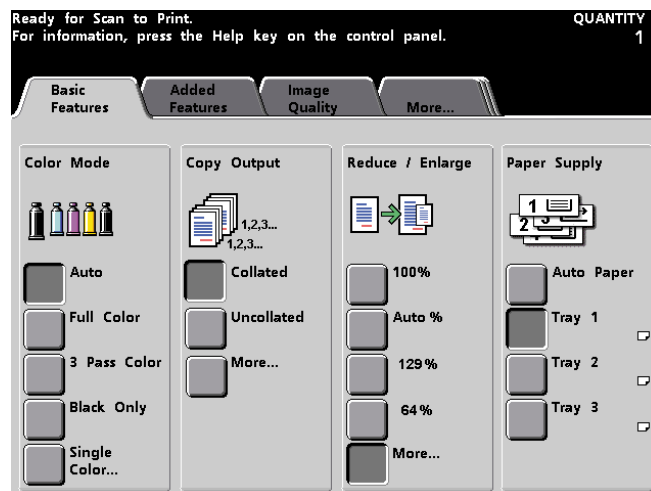 Ready for Scan to Print.
QUANTITY
For information, press the Help key on the control panel.
1
Basic
Features
Added
Features
Image
Quality
More...
Color Mode
Copy Output
Reduce / Enlarge
Paper Supply
1,2,3...
1,2,3...
1
2
3
Auto
Full Color
3 Pass Color
Black Only
Single
Color...
Collated
Uncollated
More...
100%
Auto %
129%
64%
More...
Auto Paper
Tray 1
Tray 2
Tray 3